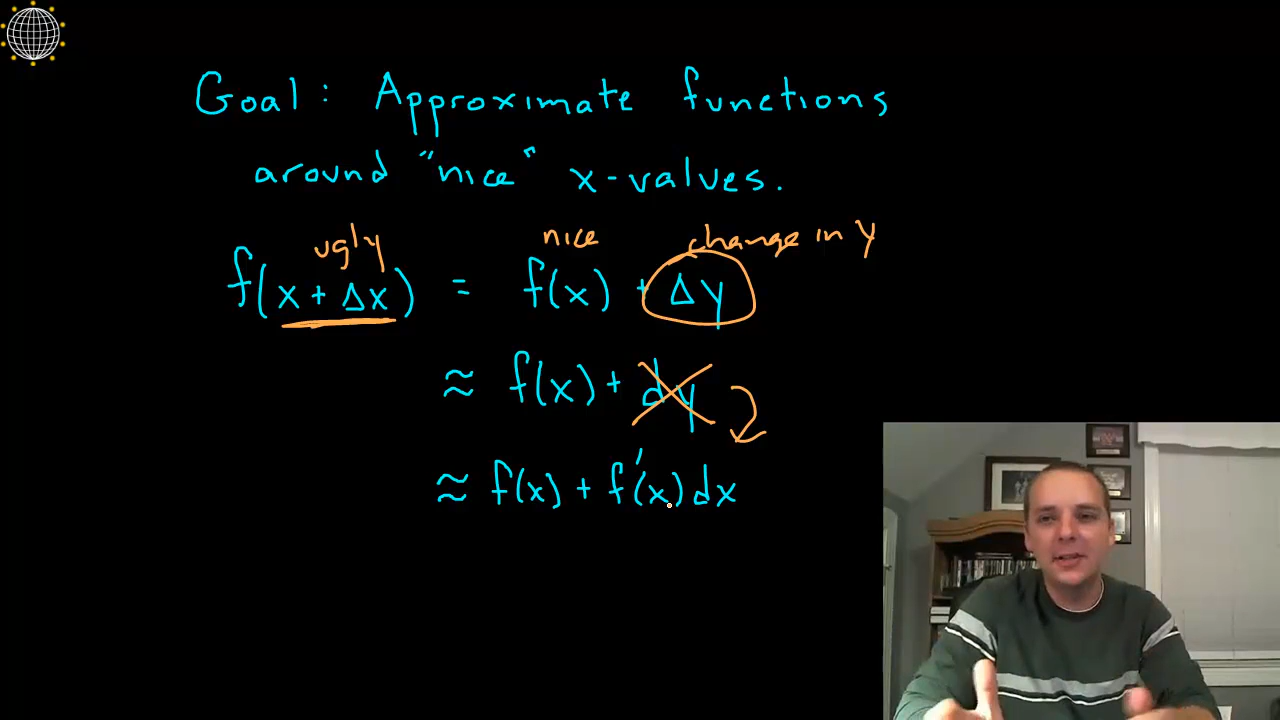 Goal: Approximate functions
around "nice" x-values.
ugly nice change in y
f(x + Δx) = f(x) + Δy
≈ f(x) + dy
≈ f(x) + f'(x) dx